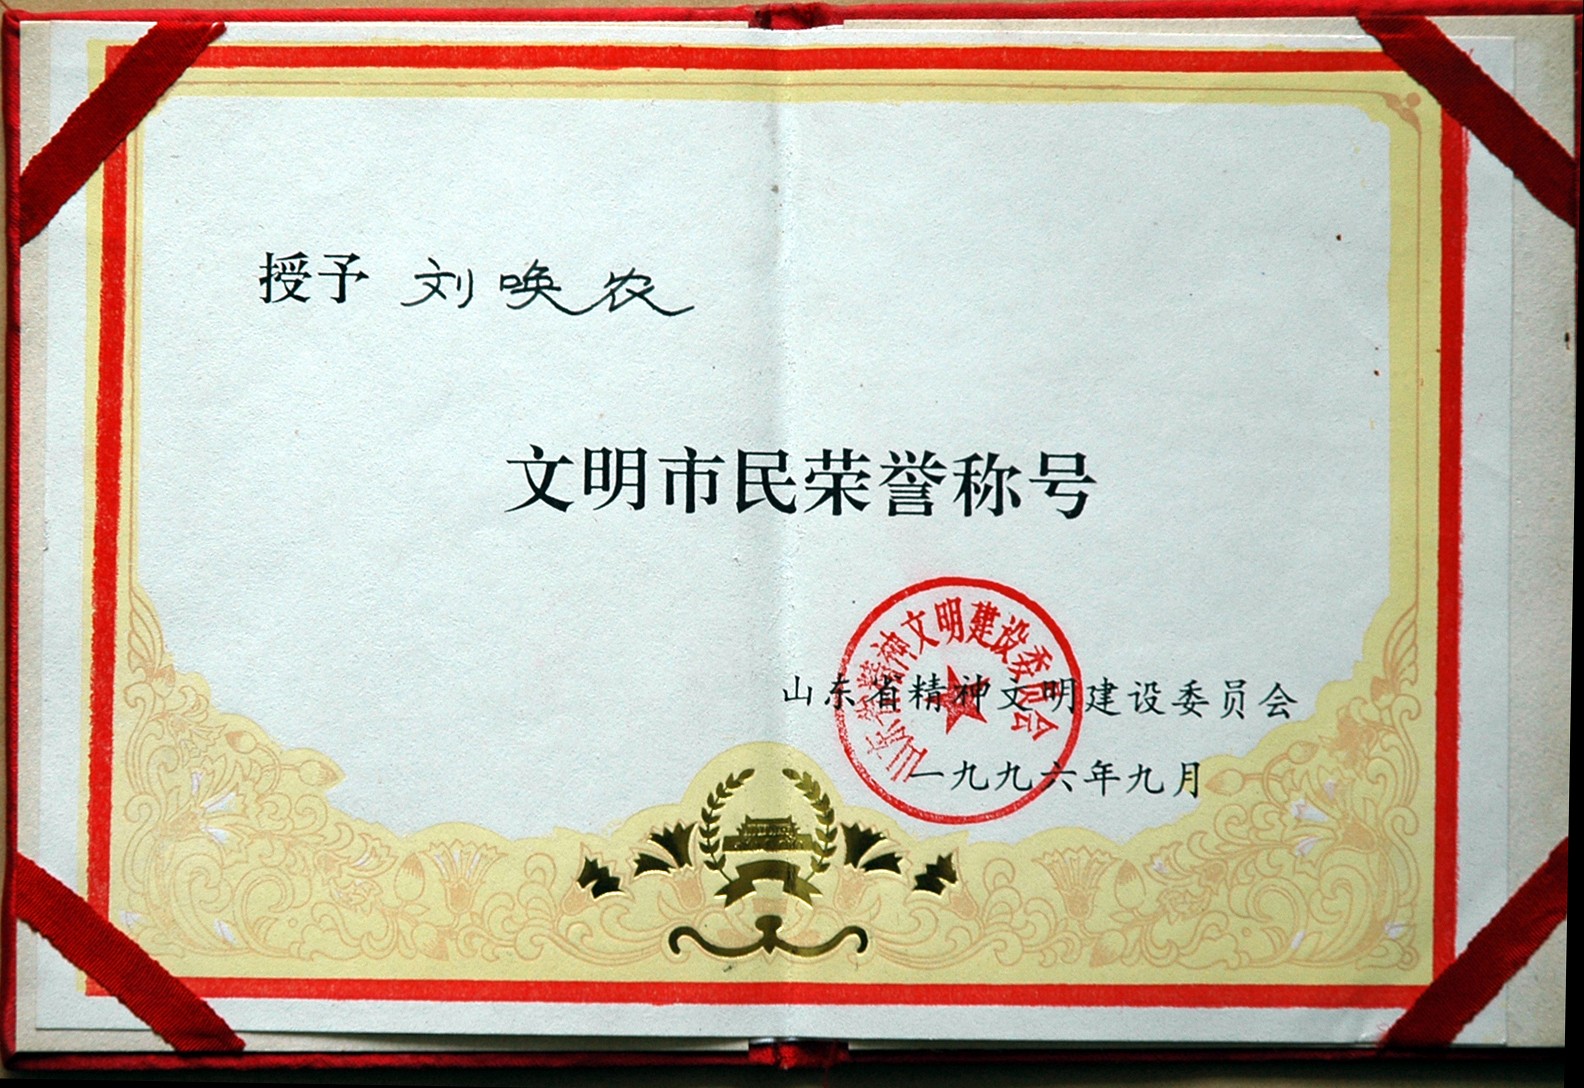 授予 刘唤农
文明市民荣誉称号
山东省精神文明建设委员会
山东省精神文明建设委员会
一九九六年九月